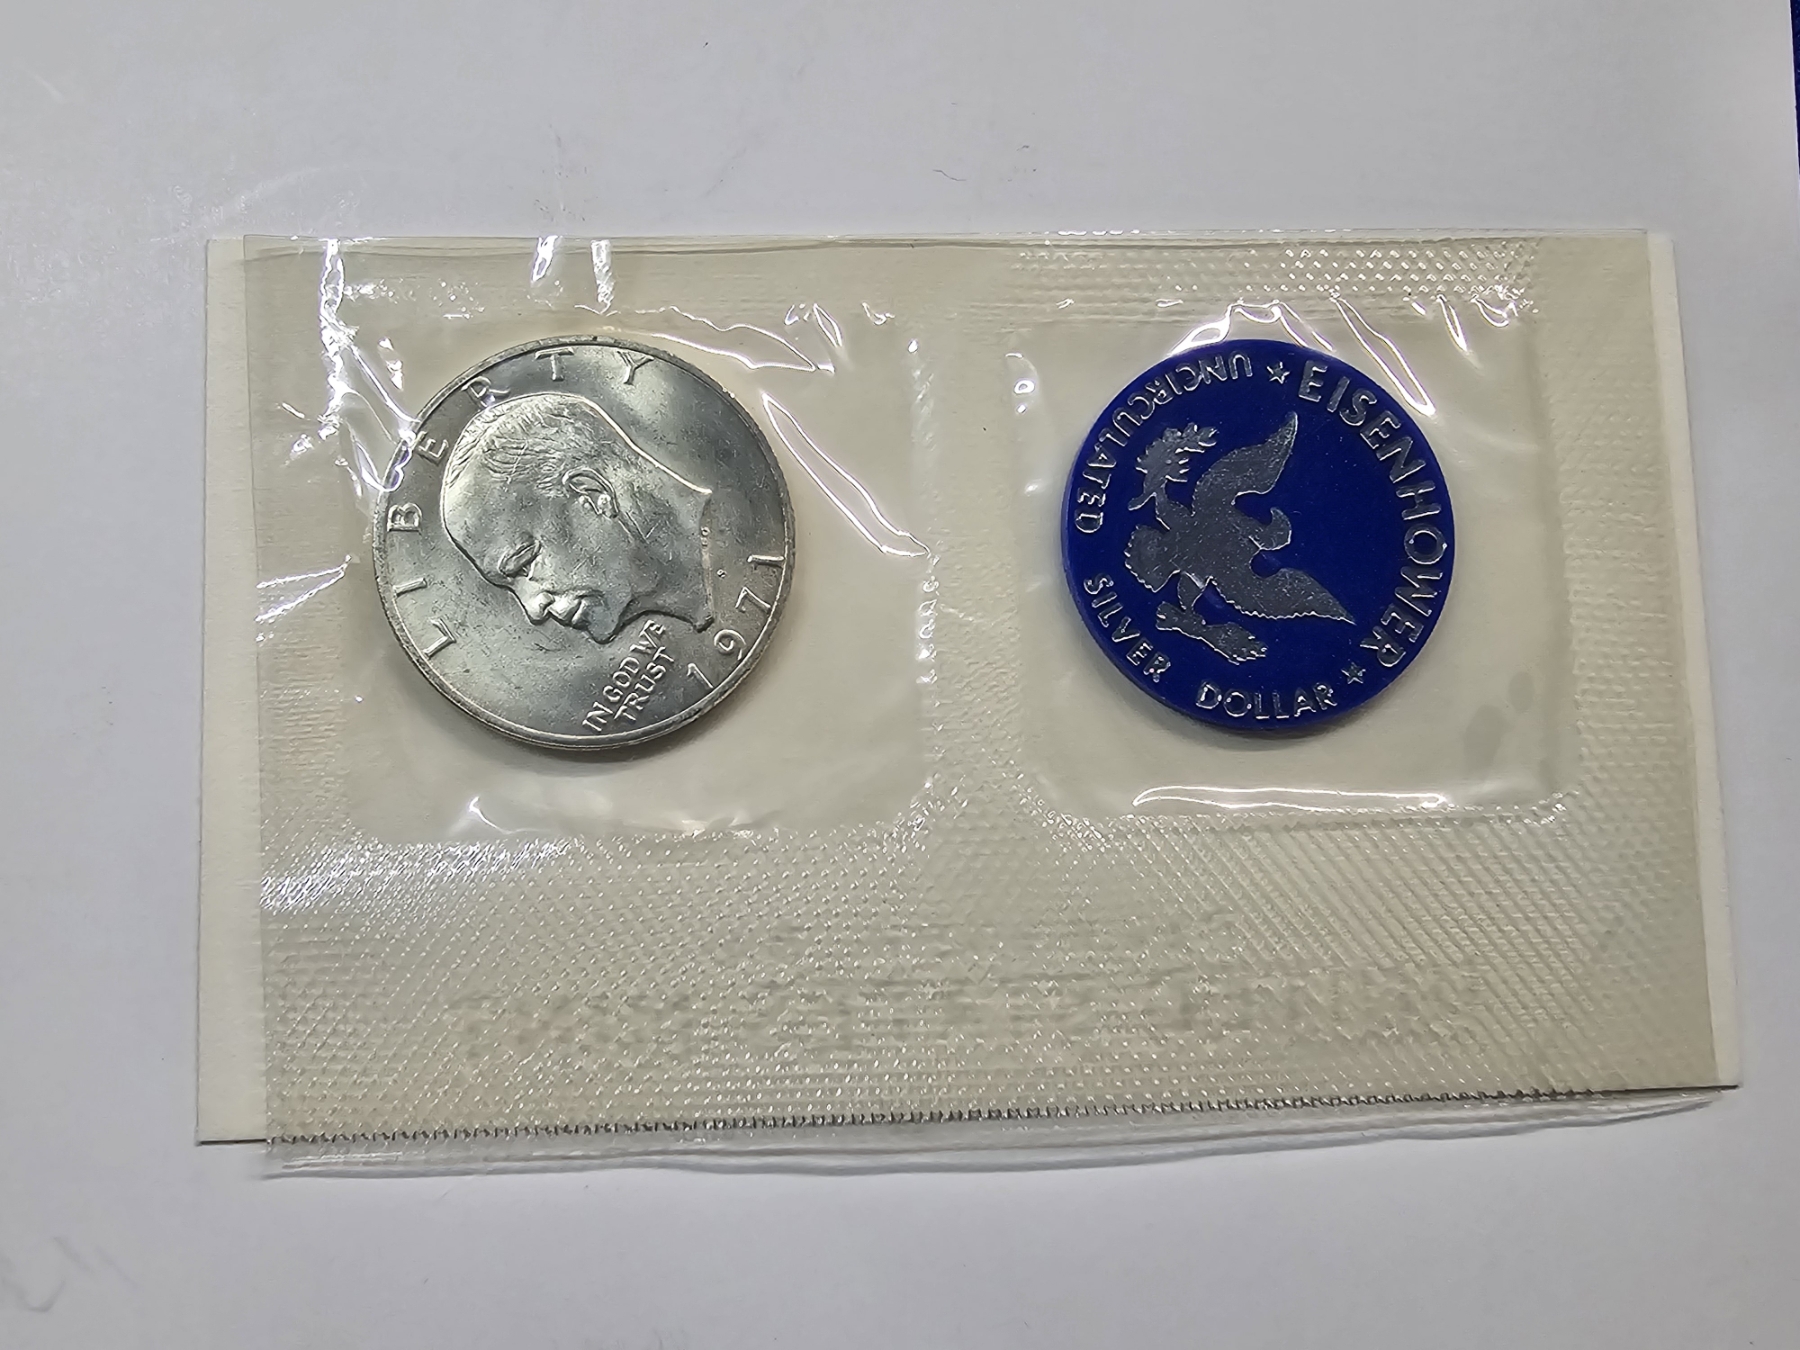 LIBERTY
IN GOD WE
TRUST
1971
EISENHOWER
UNCIRCULATED SILVER DOLLAR